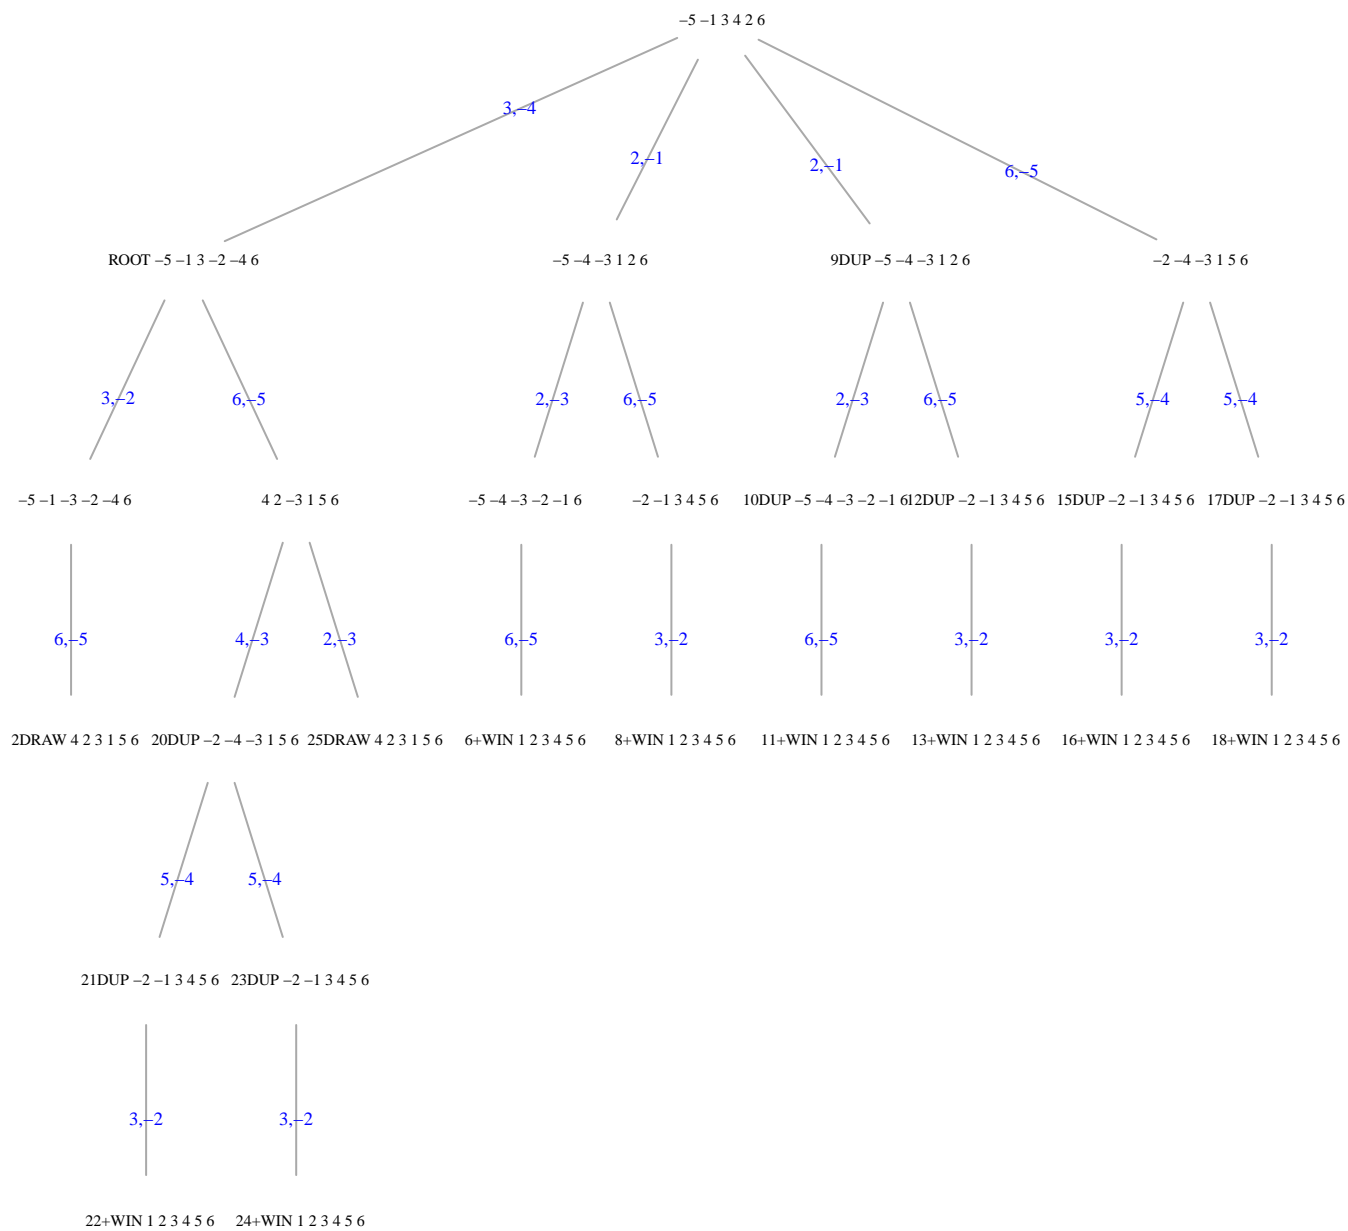 −5 −1 3 4 2 6
3,−4
2,−1
2,−1
6,−5
ROOT −5 −1 3 −2 −4 6
−5 −4 −3 1 2 6
9DUP −5 −4 −3 1 2 6
−2 −4 −3 1 5 6
3,−2
6,−5
2,−3
6,−5
2,−3
6,−5
5,−4
5,−4
−5 −1 −3 −2 −4 6
4 2 −3 1 5 6
−5 −4 −3 −2 −1 6
−2 −1 3 4 5 6
10DUP −5 −4 −3 −2 −1 6
12DUP −2 −1 3 4 5 6
15DUP −2 −1 3 4 5 6
17DUP −2 −1 3 4 5 6
6,−5
4,−3
2,−3
6,−5
3,−2
6,−5
3,−2
3,−2
3,−2
2DRAW 4 2 3 1 5 6
20DUP −2 −4 −3 1 5 6
25DRAW 4 2 3 1 5 6
6+WIN 1 2 3 4 5 6
8+WIN 1 2 3 4 5 6
11+WIN 1 2 3 4 5 6
13+WIN 1 2 3 4 5 6
16+WIN 1 2 3 4 5 6
18+WIN 1 2 3 4 5 6
5,−4
5,−4
21DUP −2 −1 3 4 5 6
23DUP −2 −1 3 4 5 6
3,−2
3,−2
22+WIN 1 2 3 4 5 6
24+WIN 1 2 3 4 5 6